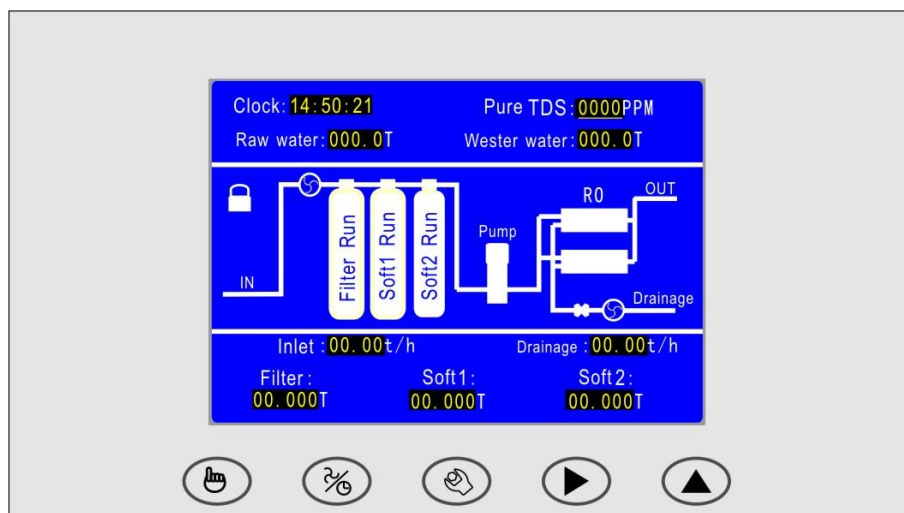 Clock: 14:50:21
Pure TDS: 0000PPM
Raw water: 000.0T
Wester water: 000.0T
RO
OUT
Filter Run
Soft1 Run
Soft2 Run
Pump
IN
Drainage
Inlet : 00.00t/h
Drainage : 00.00t/h
Filter:
Soft1:
Soft2:
00.000T
00.000T
00.000T